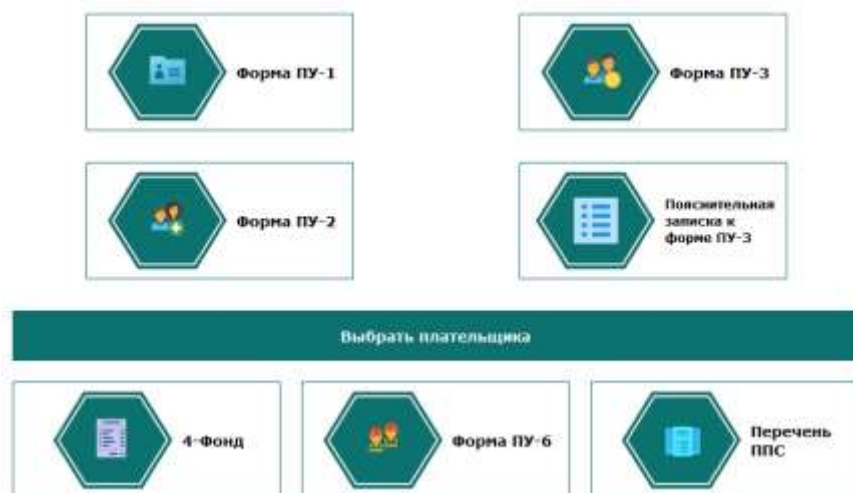 Форма ПУ-1
Форма ПУ-3
Форма ПУ-2
Пояснительная
записка к
форме ПУ-3
Выбрать плательщика
4-Фонд
Форма ПУ-6
Перечень
ППС